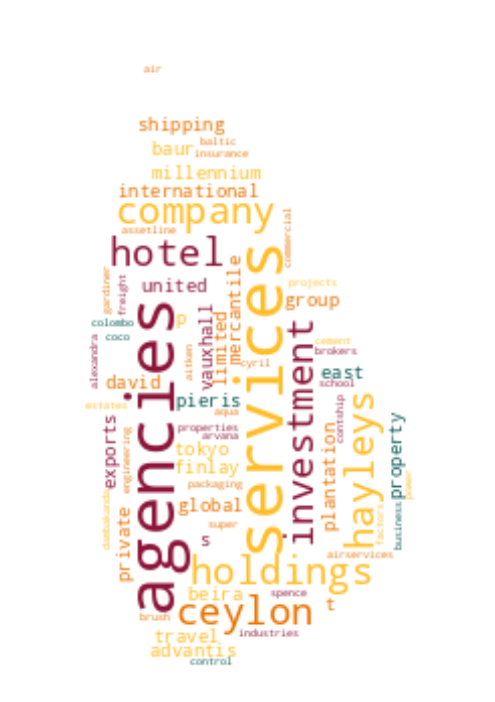 air
shipping
baltic
baur
insurance
millennium
international
company
commercial
assetline
hotel
services
gardiner
freight
united
mercantile
projects
group
agencies
colombo
p
vauxhall
limited
investment
coco
alexandra
aitken
cyril
cement
brokers
david
east
school
estates
pieris
aqua
hayleys
contship
exports
engineering
properties
arvana
plantation
property
tokyo
finlay
packaging
power
dambakanda
global
factors
business
private
super
s
airservices
holdings
beira
spence
ceylon
t
brush
travel
industries
advantis
control